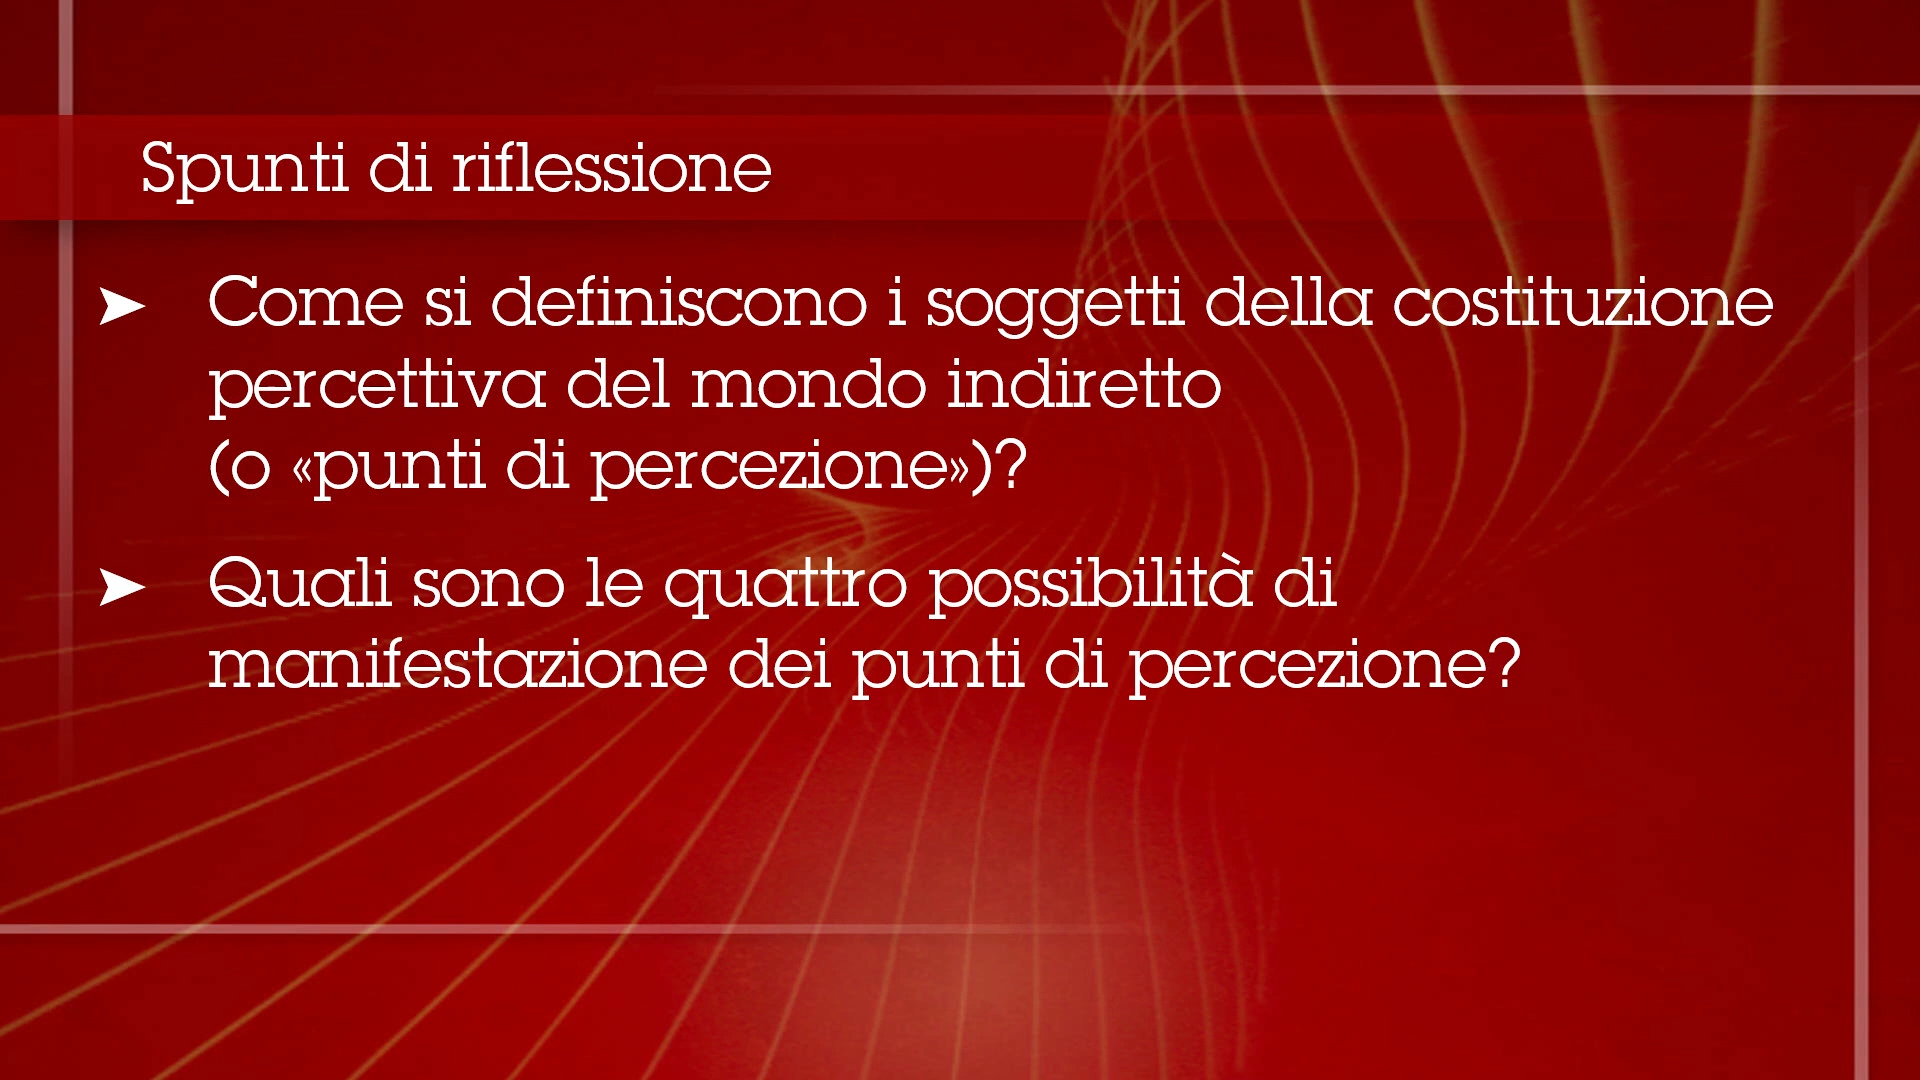 Spunti di riflessione
➤ Come si definiscono i soggetti della costituzione
percettiva del mondo indiretto
(o «punti di percezione»)?
➤ Quali sono le quattro possibilità di
manifestazione dei punti di percezione?